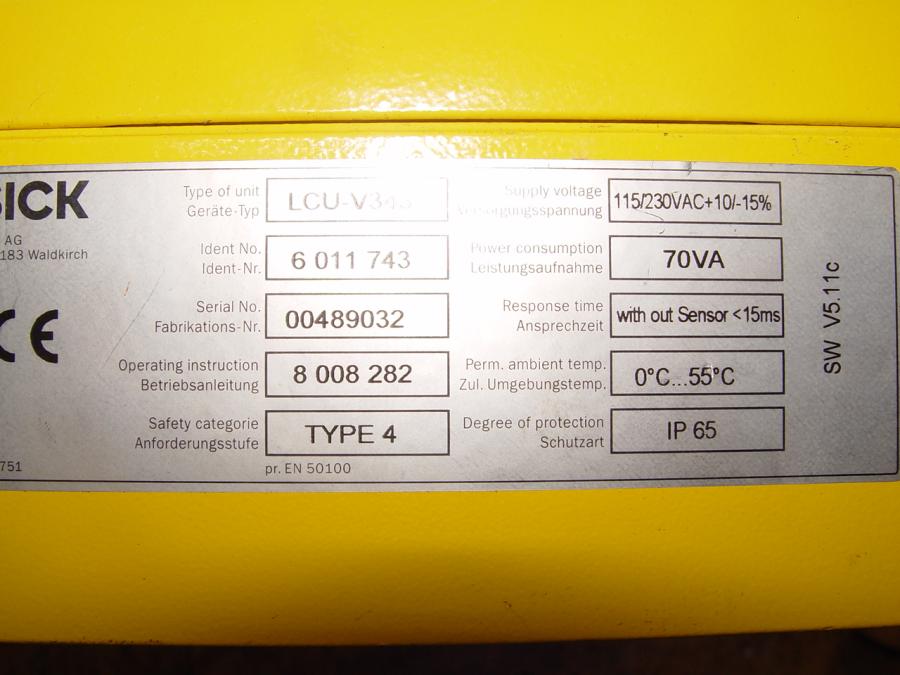 SICK
AG
183 Waldkirch
CE
751
Type of unit
Geräte-Typ
Ident No.
Ident-Nr.
6 011 743
Serial No.
Fabrikations-Nr.
00489032
Operating instruction
Betriebsanleitung
8 008 282
Safety categorie
Anforderungsstufe
TYPE 4
pr. EN 50100
Supply voltage
Versorgungsspannung
115/230VAC+10/-15%
Power consumption
Leistungsaufnahme
70VA
Response time
Ansprechzeit
with out Sensor <15ms
Perm. ambient temp.
Zul. Umgebungstemp.
0°C...55°C
Degree of protection
Schutzart
IP 65
SW V5.11c